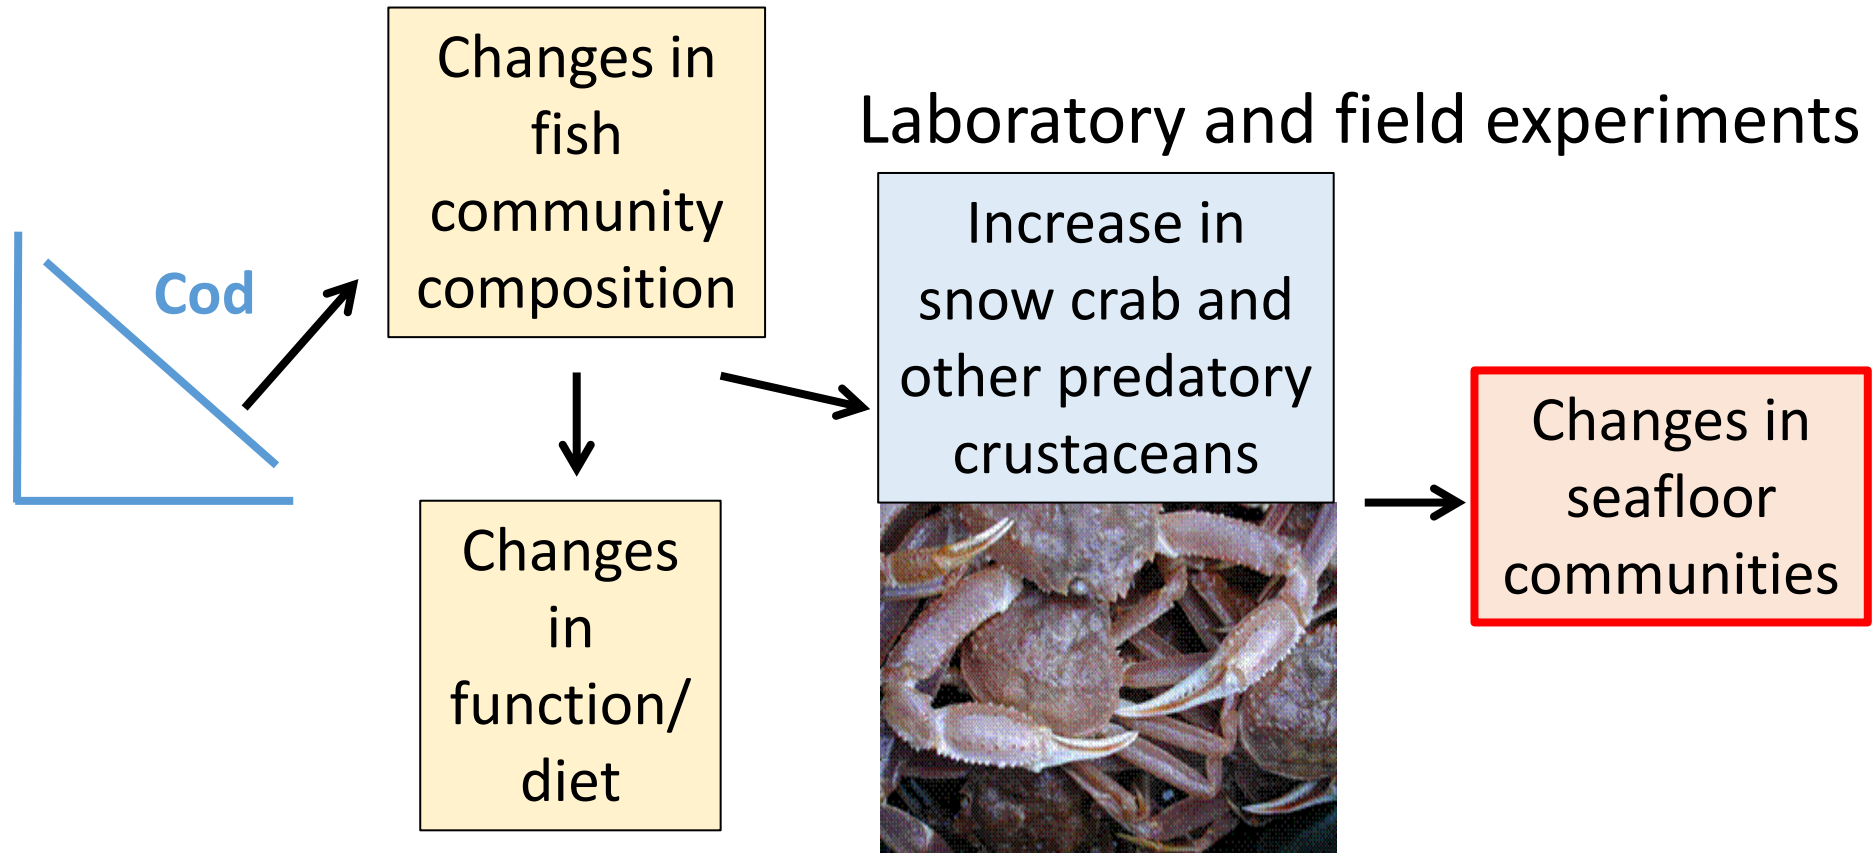 Changes in
fish
community
composition
Laboratory and field experiments
Cod
Increase in
snow crab and
other predatory
crustaceans
Changes in
seafloor
communities
Changes
in
function/
diet